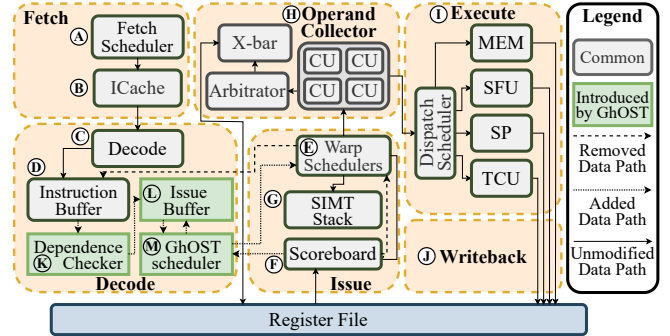 Fetch
A
Fetch
Scheduler
B
ICache
H
Operand
Collector
X-bar
Arbitrator
CU
CU
CU
CU
I
Execute
Dispatch
Scheduler
MEM
SFU
SP
TCU
Legend
Common
Introduced
by GhOST
Removed
Data Path
Added
Data Path
Unmodified
Data Path
C
Decode
D
Instruction
Buffer
L
Issue
Buffer
K
Dependence
Checker
M
GhOST
scheduler
Decode
E
Warp
Schedulers
G
SIMT
Stack
F
Scoreboard
Issue
J
Writeback
Register File